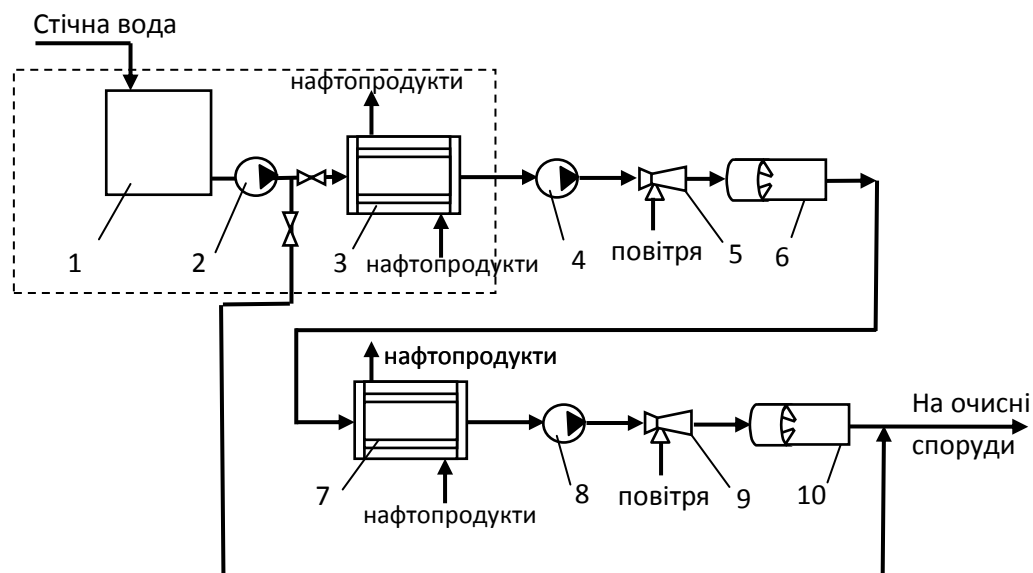 Стічна вода
нафтопродукти
1
2
3
нафтопродукти
4
повітря
5
6
нафтопродукти
7
нафтопродукти
8
повітря
9
10
На очисні
споруди